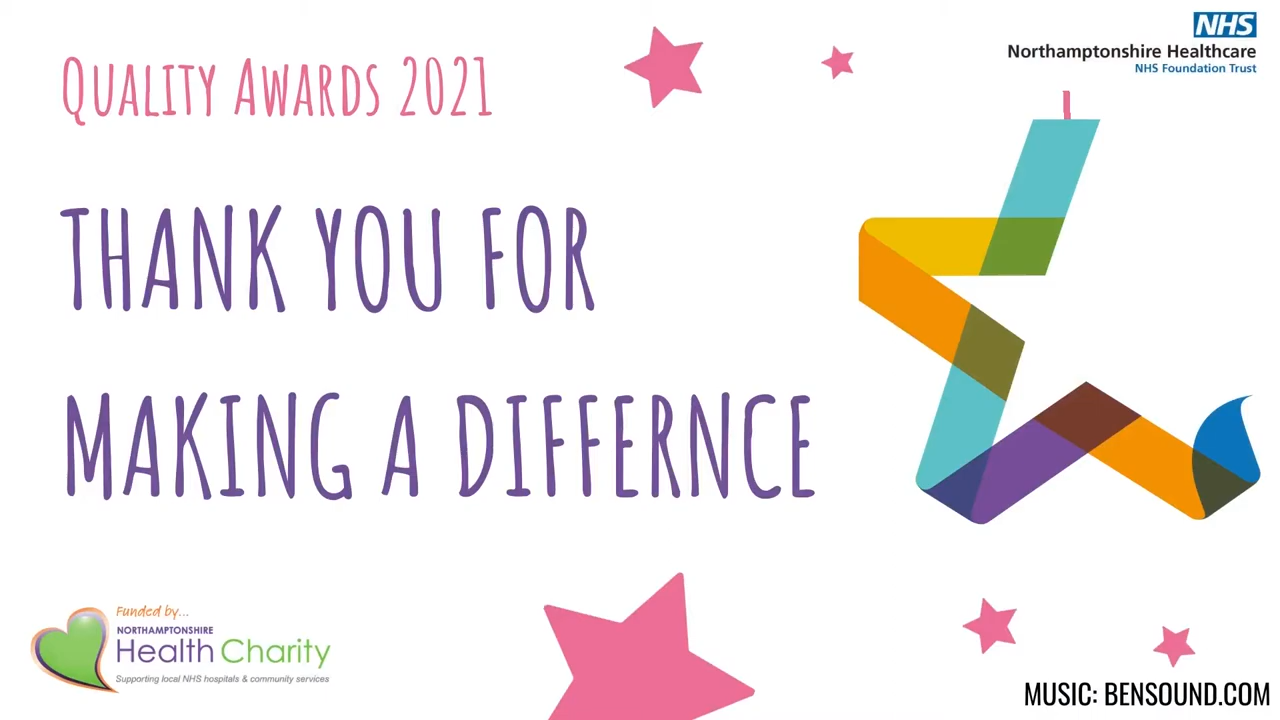 Quality Awards 2021
NHS
Northamptonshire Healthcare
NHS Foundation Trust
THANK YOU FOR
MAKING A DIFFERNCE
Funded by...
NORTHAMPTONSHIRE
Health Charity
Supporting local NHS hospitals & community services
MUSIC: BENSOUND.COM